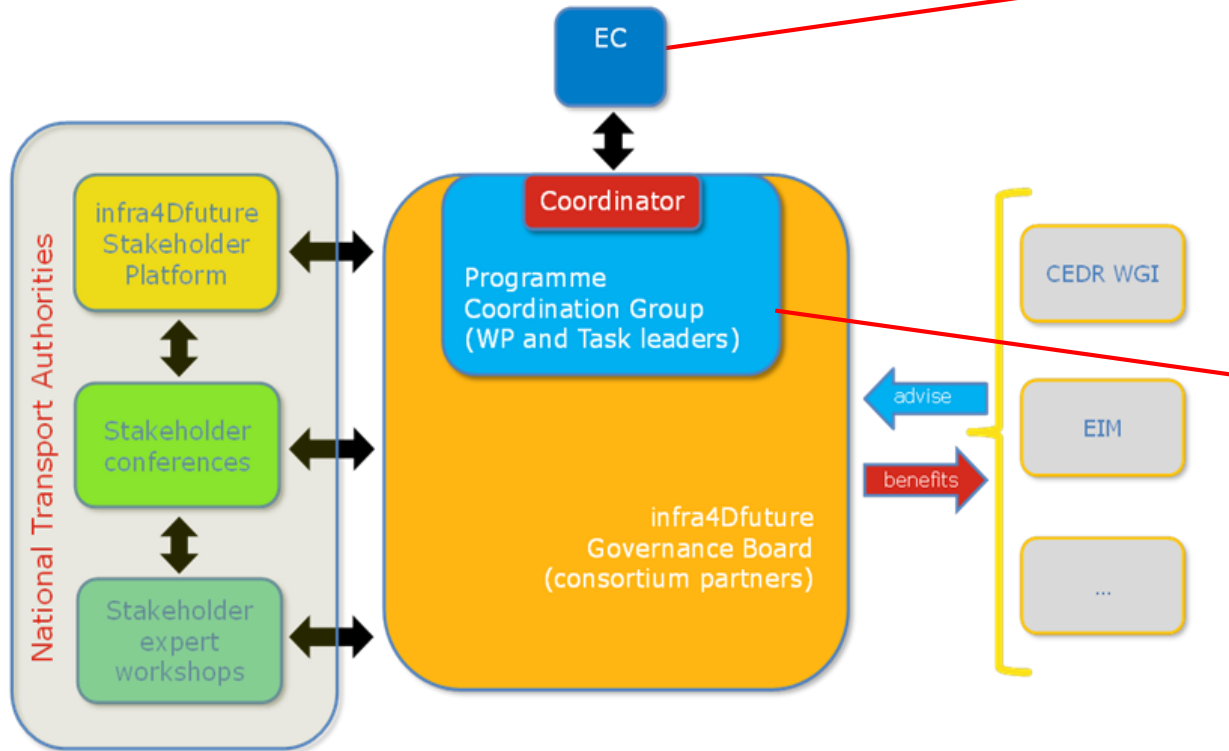 EC
National Transport Authorities
infra4Dfuture
Stakeholder
Platform
Stakeholder
conferences
Stakeholder
expert
workshops
Coordinator
Programme
Coordination Group
(WP and Task leaders)
infra4Dfuture
Governance Board
(consortium partners)
advise
benefits
CEDR WGI
EIM
...